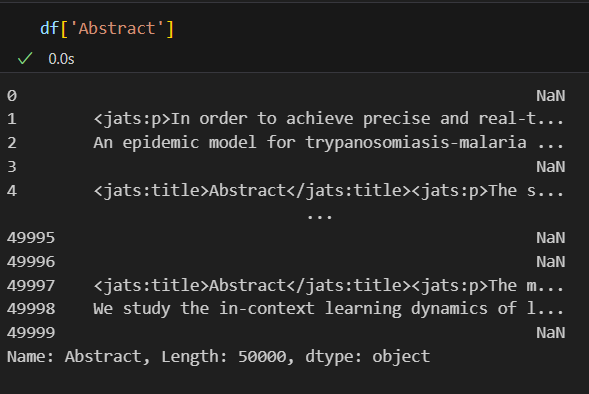 df['Abstract']
0.0s
0 NaN
1 <jats:p>In order to achieve precise and real-t...
2 An epidemic model for trypanosomiasis-malaria ...
3 NaN
4 <jats:title>Abstract</jats:title><jats:p>The s...
...
49995 NaN
49996 NaN
49997 <jats:title>Abstract</jats:title><jats:p>The m...
49998 We study the in-context learning dynamics of l...
49999 NaN
Name: Abstract, Length: 50000, dtype: object